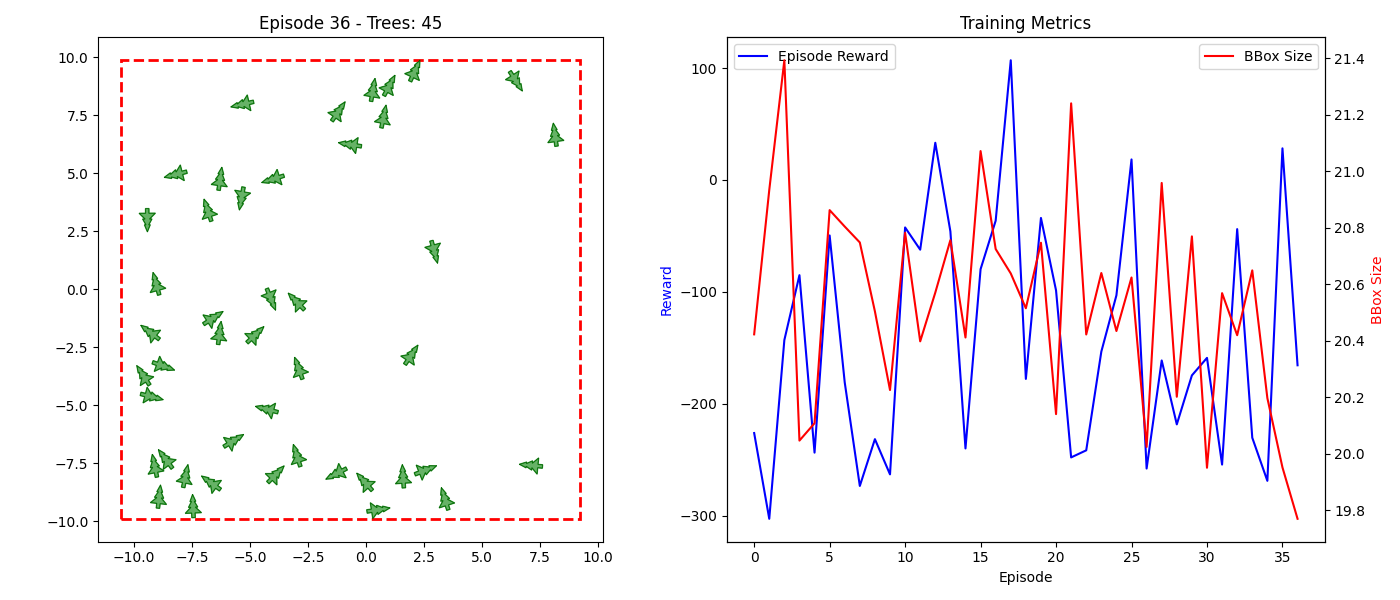 Episode 36 - Trees: 45
10.0
7.5
5.0
2.5
0.0
−2.5
−5.0
−7.5
−10.0
−10.0 −7.5 −5.0 −2.5 0.0 2.5 5.0 7.5 10.0
Training Metrics
Episode Reward
BBox Size
Reward
100
0
−100
−200
−300
0 5 10 15 20 25 30 35
Episode
21.4
21.2
21.0
20.8
20.6
20.4
20.2
20.0
19.8
BBox Size